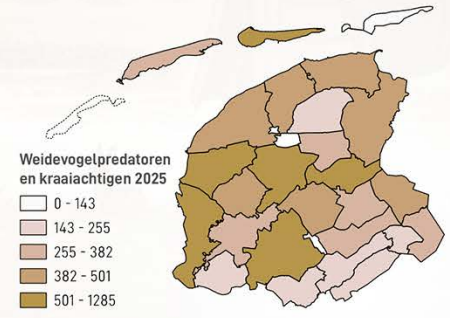 Weidevogelpredatoren
en kraaiachtigen 2025
0 - 143
143 - 255
255 - 382
382 - 501
501 - 1285